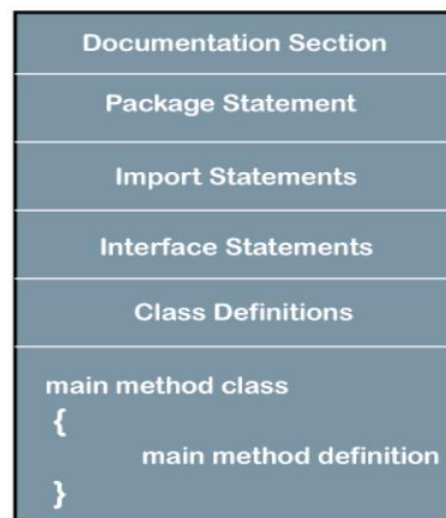 Documentation Section
Package Statement
Import Statements
Interface Statements
Class Definitions
main method class
{
main method definition
}